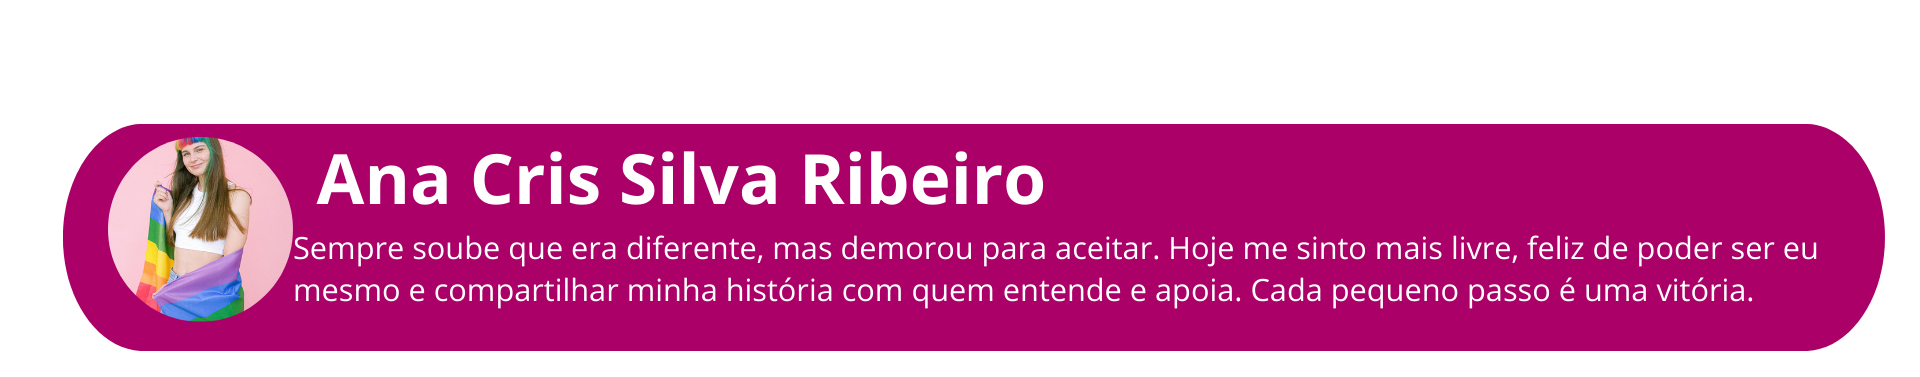 Ana Cris Silva Ribeiro
Sempre soube que era diferente, mas demorou para aceitar. Hoje me sinto mais livre, feliz de poder ser eu
mesmo e compartilhar minha história com quem entende e apoia. Cada pequeno passo é uma vitória.